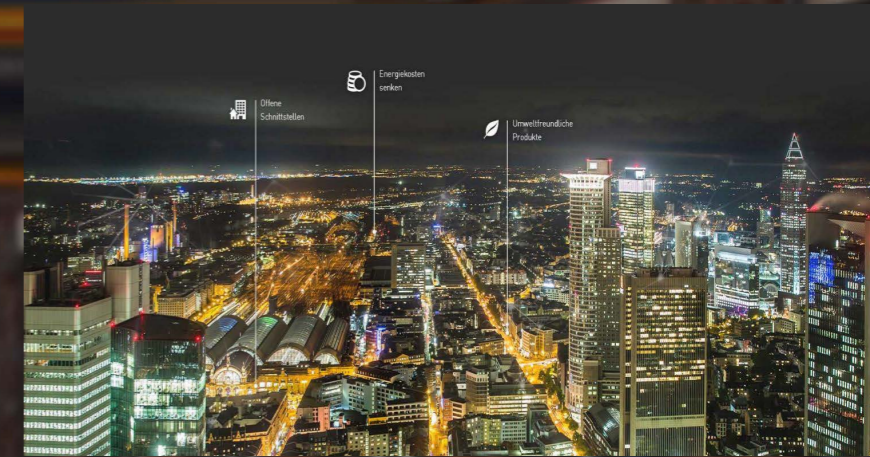 Offene
Schnittstellen
Energiekosten
senken
Umweltfreundliche
Produkte